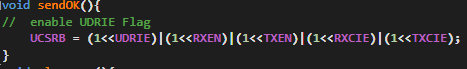 void sendOK(){
//  enable UDRIE Flag
UCSRB = (1<<UDRIE)|(1<<RXEN)|(1<<TXEN)|(1<<RXCIE)|(1<<TXCIE);
}